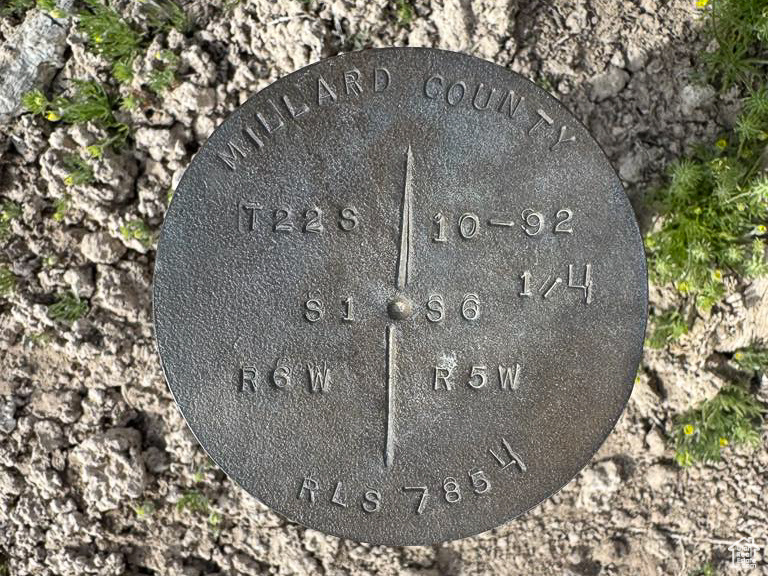 MILLARD COUNTY
T22S 10-92
1/4
S1 S6
R6W R5W
RLS 7854